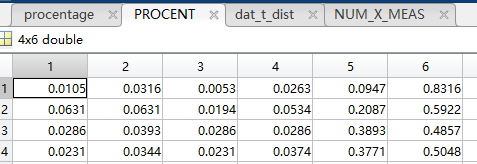 procentage PROCENT dat_t_dist NUM_X_MEAS
4x6 double
1 2 3 4 5 6
1 0.0105 0.0316 0.0053 0.0263 0.0947 0.8316
2 0.0631 0.0631 0.0194 0.0534 0.2087 0.5922
3 0.0286 0.0393 0.0286 0.0286 0.3893 0.4857
4 0.0231 0.0344 0.0231 0.0374 0.3771 0.5048